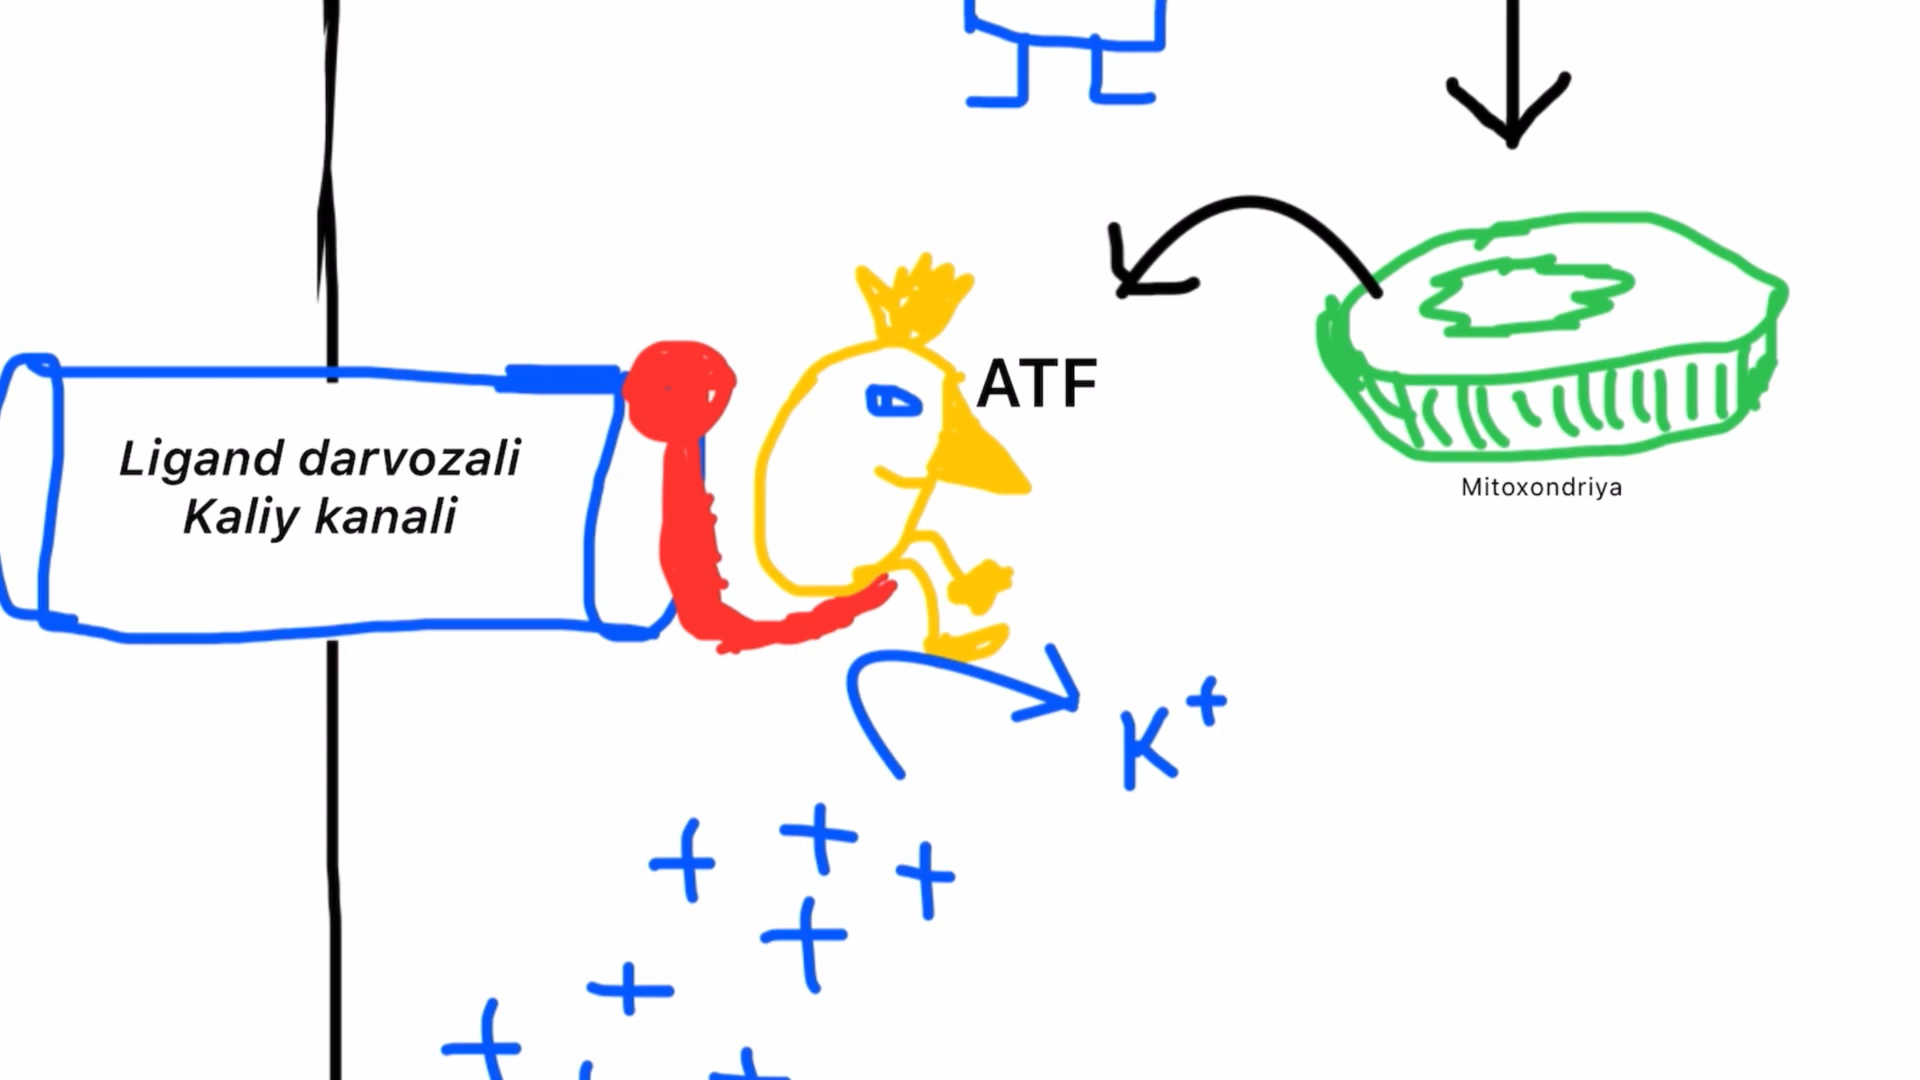 ATF
Ligand darvozali
Kaliy kanali
Mitoxondriya
K+
+ + +
+
+
+